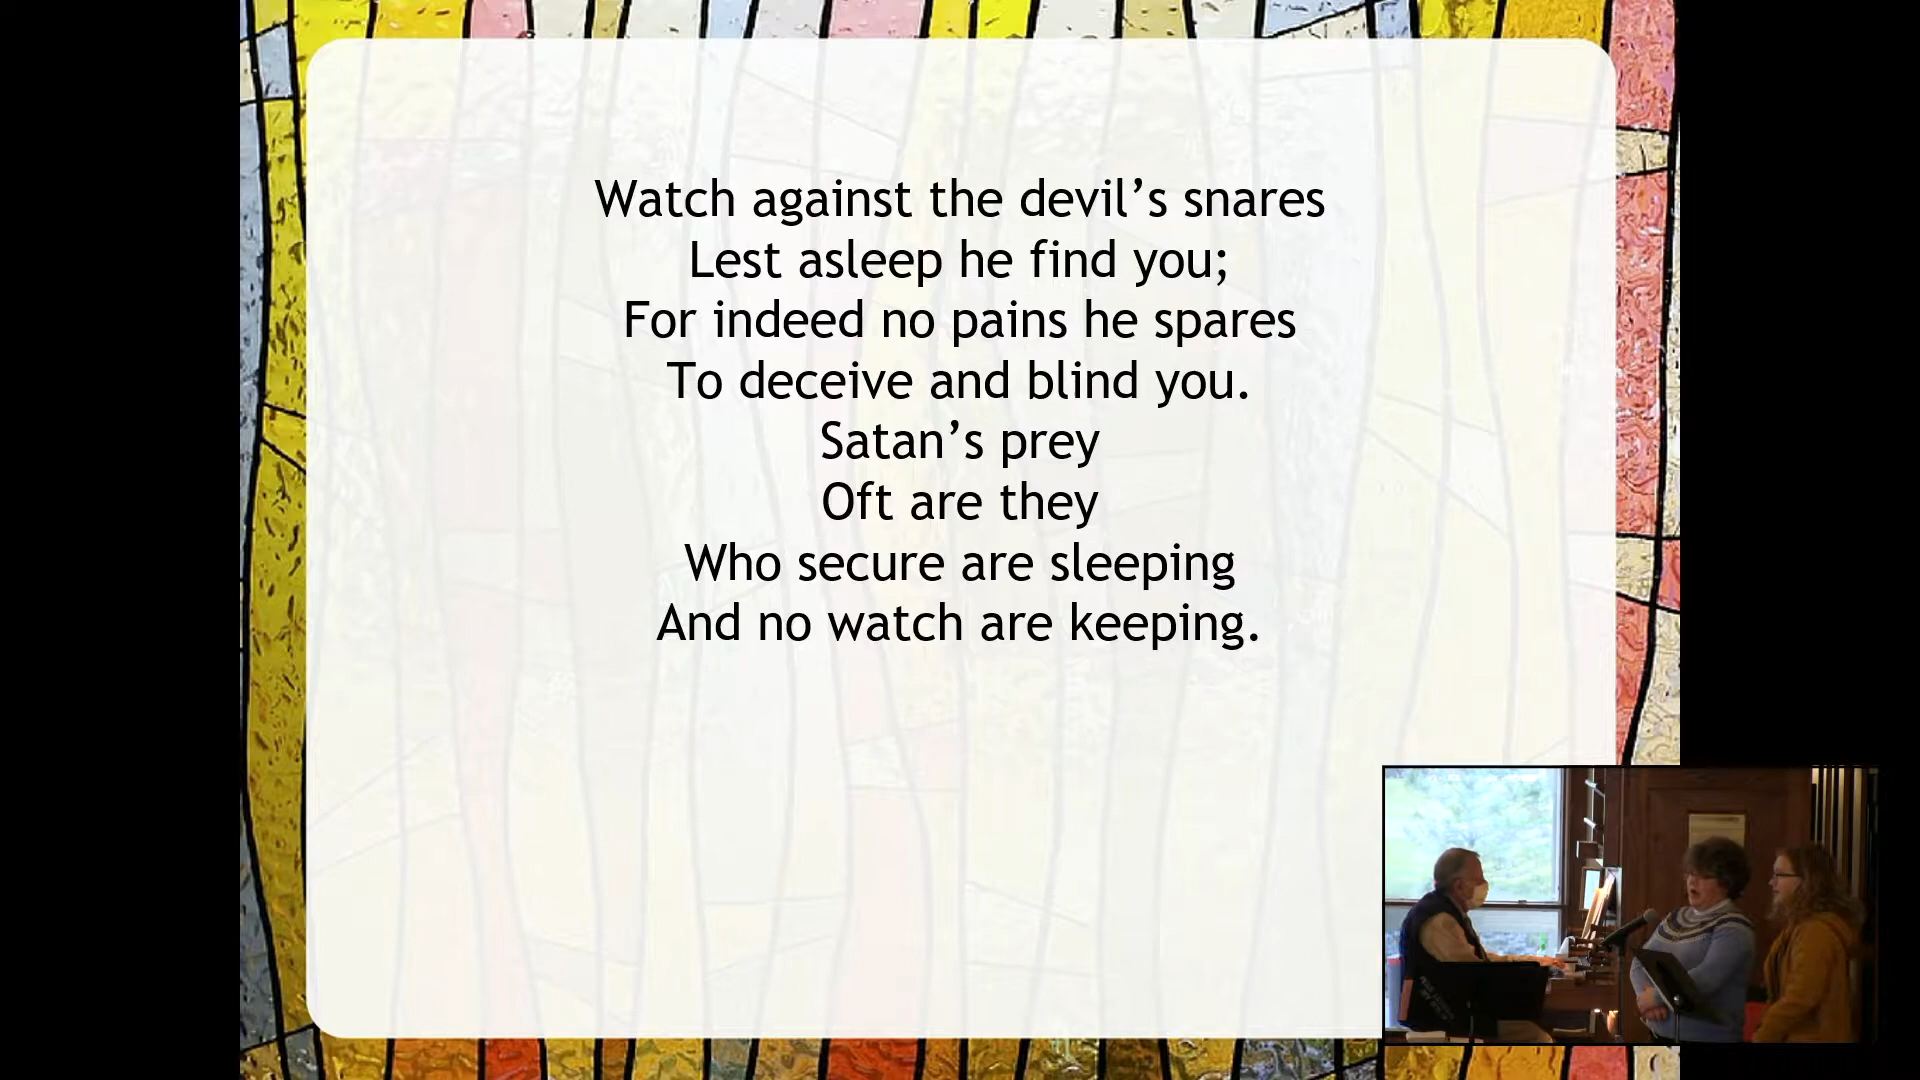 Watch against the devil’s snares
Lest asleep he find you;
For indeed no pains he spares
To deceive and blind you.
Satan’s prey
Oft are they
Who secure are sleeping
And no watch are keeping.